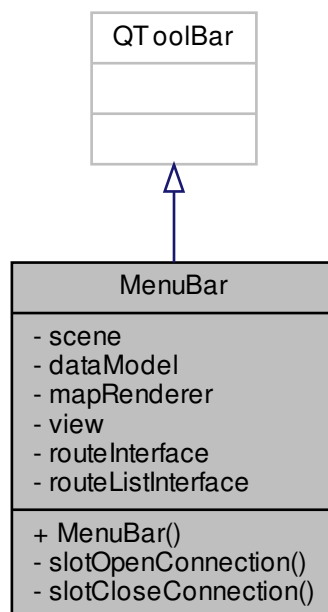 QToolBar
MenuBar
- scene
- dataModel
- mapRenderer
- view
- routeInterface
- routeListInterface
+ MenuBar()
- slotOpenConnection()
- slotCloseConnection()